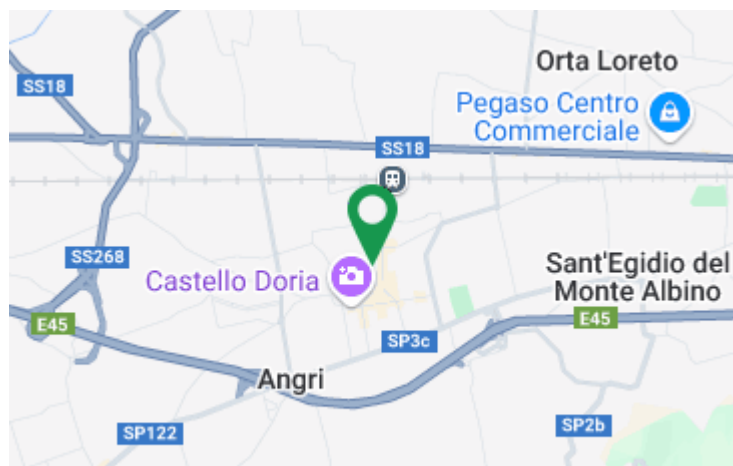 Orta Loreto
SS18
Pegaso Centro
Commerciale
SS18
SS268
Castello Doria
Sant'Egidio del
Monte Albino
E45
E45
SP3c
Angri
SP122
SP2b